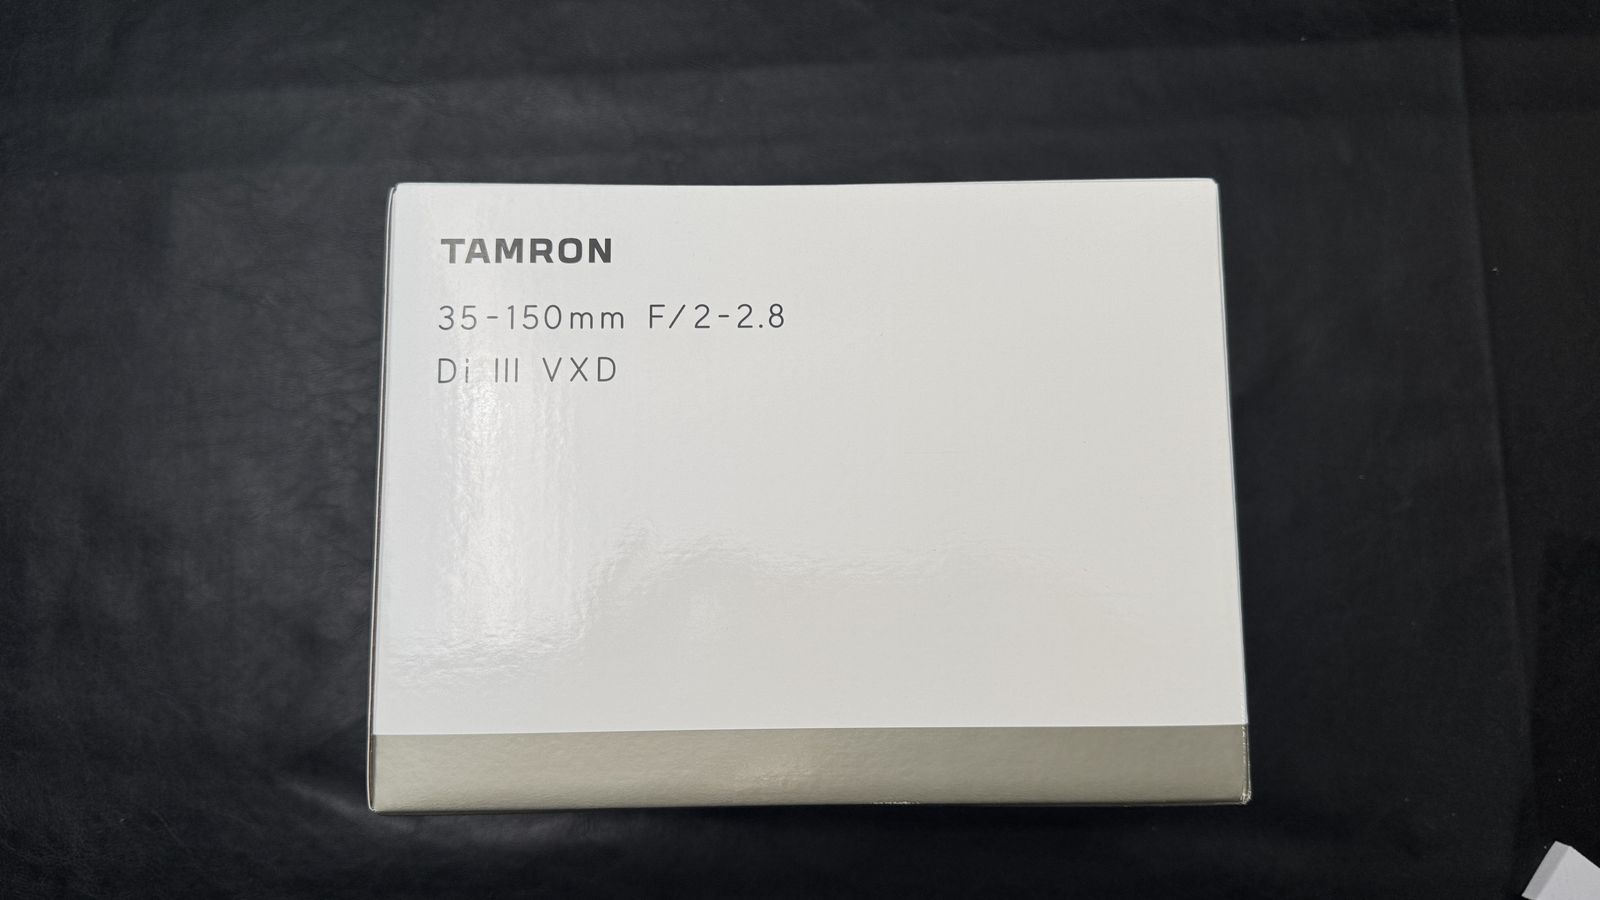 TAMRON
35-150mm F/2-2.8
Di III VXD